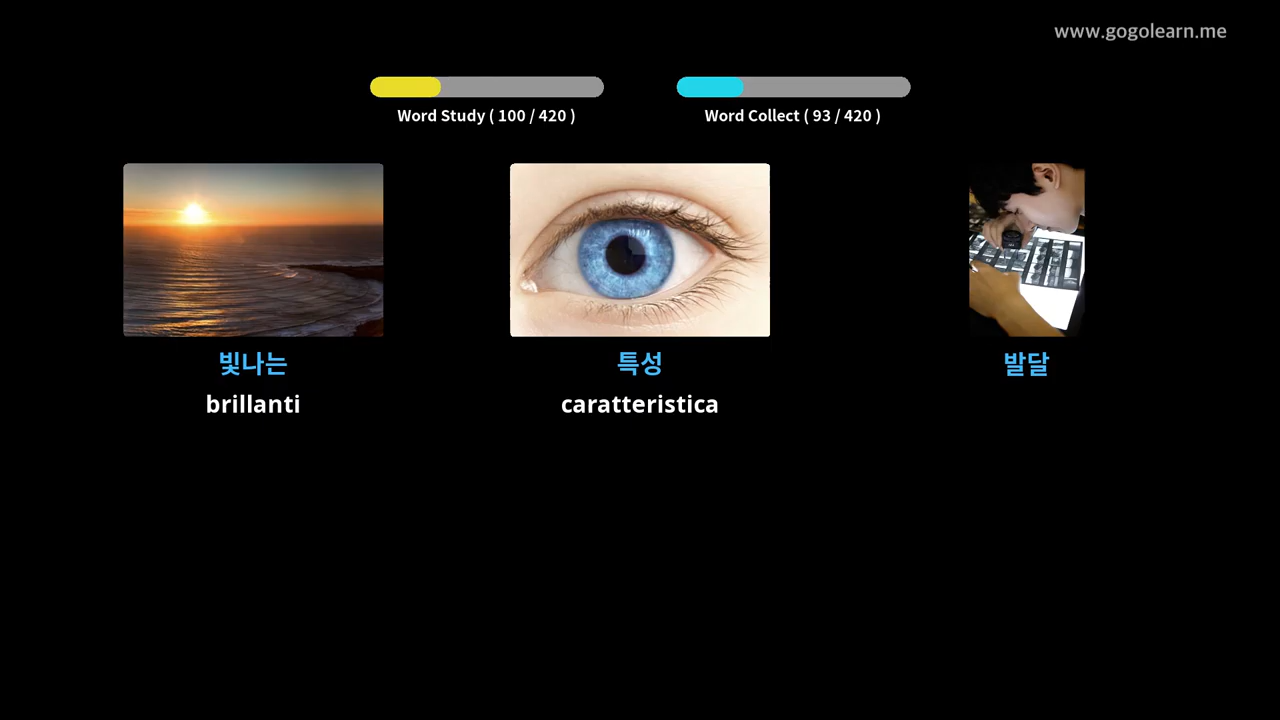 www.gogolearn.me
Word Study ( 100 / 420 )
Word Collect ( 93 / 420 )
빛나는
특성
발달
brillanti
caratteristica